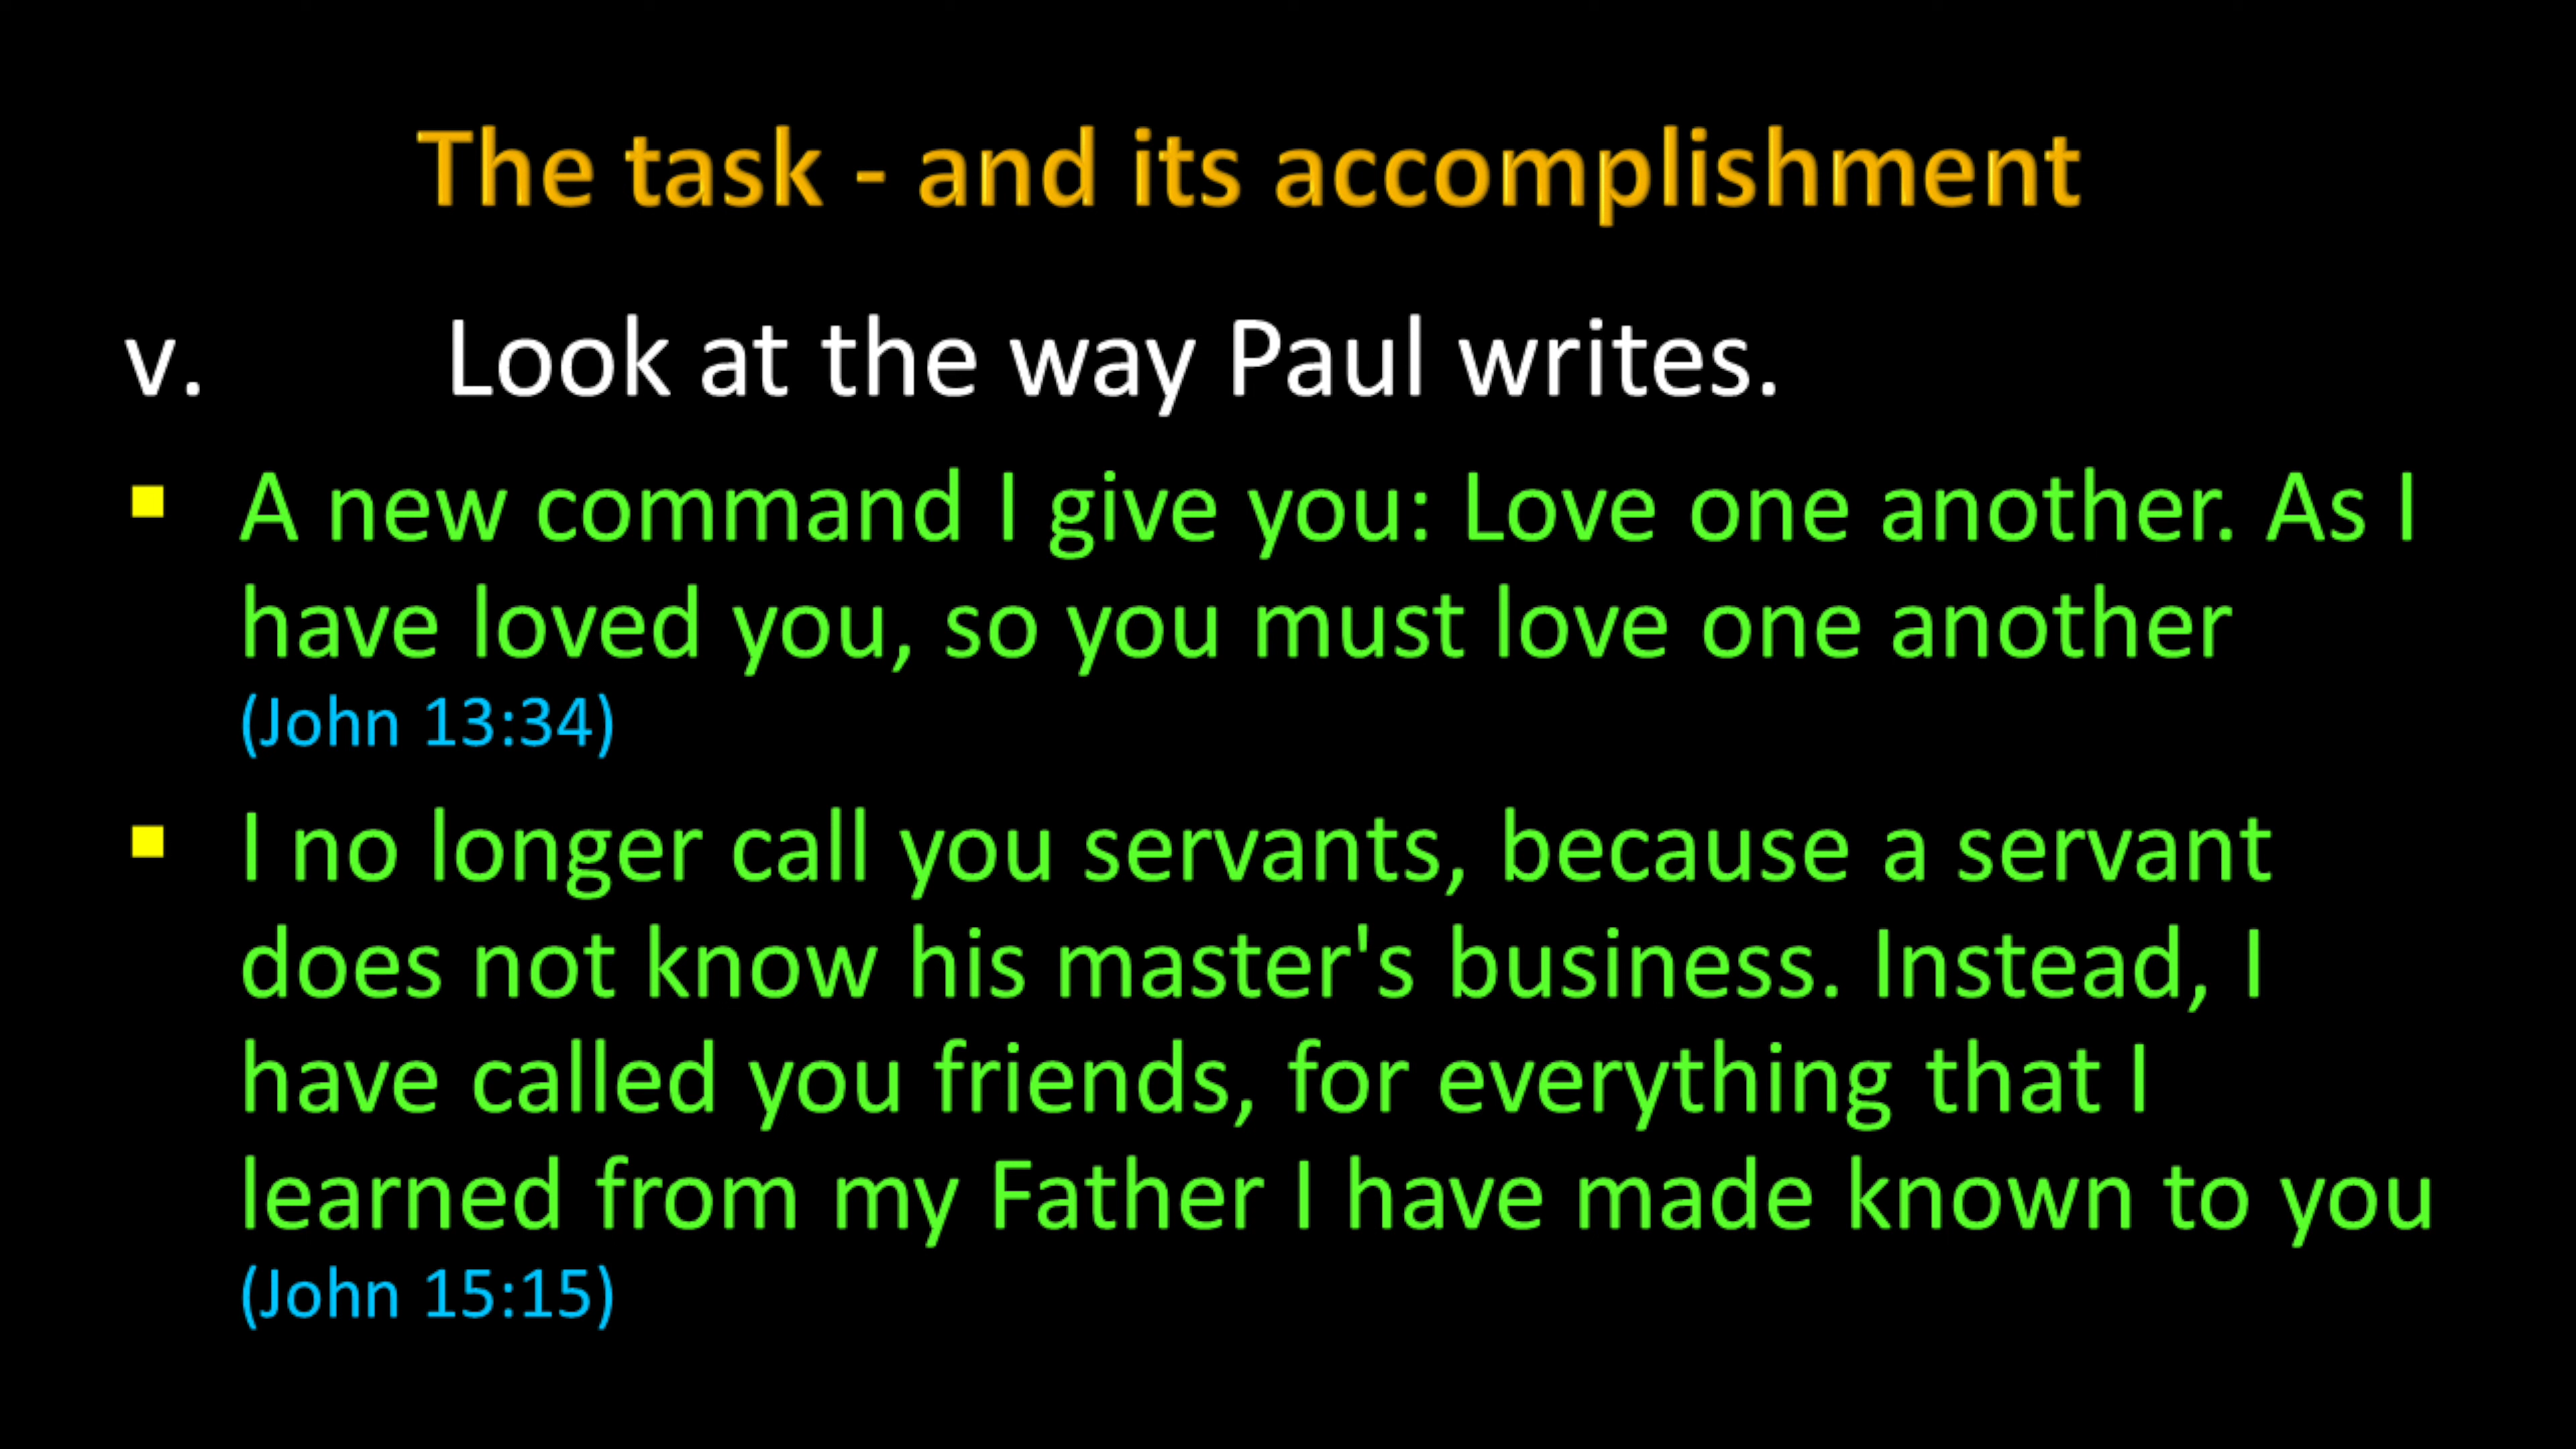 The task - and its accomplishment
v. Look at the way Paul writes.
▪ A new command I give you: Love one another. As I
have loved you, so you must love one another
(John 13:34)
▪ I no longer call you servants, because a servant
does not know his master's business. Instead, I
have called you friends, for everything that I
learned from my Father I have made known to you
(John 15:15)